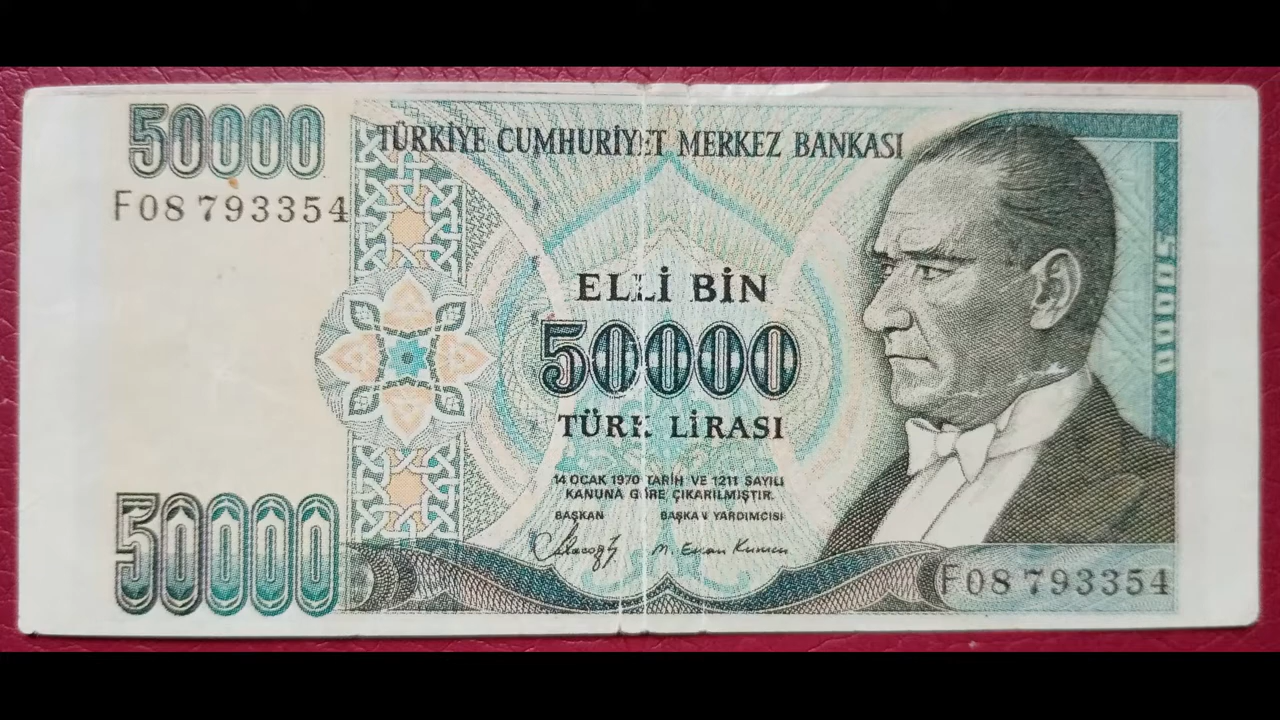 50000
TÜRKİYE CUMHURİYET MERKEZ BANKASI
F08 793354
50000
ELLİ BİN
50000
TÜRK LİRASI
14 OCAK 1970 TARİH VE 1211 SAYILI
KANUNA GÖRE ÇIKARILMIŞTIR.
BAŞKAN BAŞKAN YARDIMCISI
50000
F08 793354